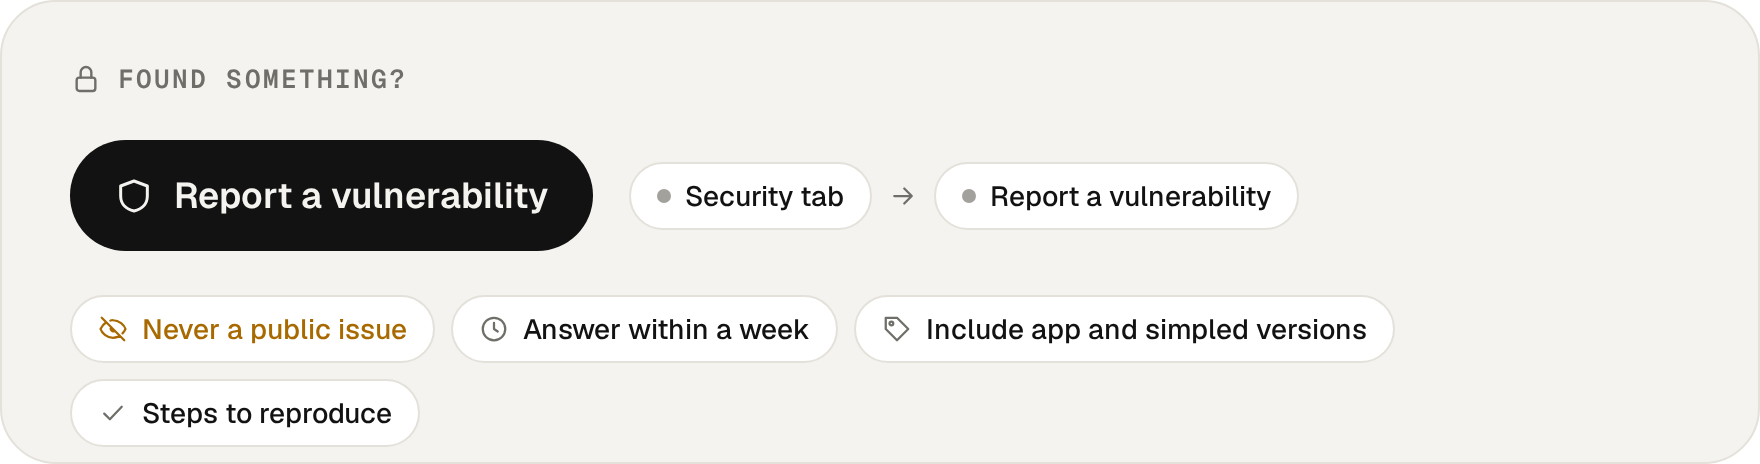 FOUND SOMETHING?
Report a vulnerability Security tab → Report a vulnerability
Never a public issue Answer within a week Include app and simpled versions
Steps to reproduce